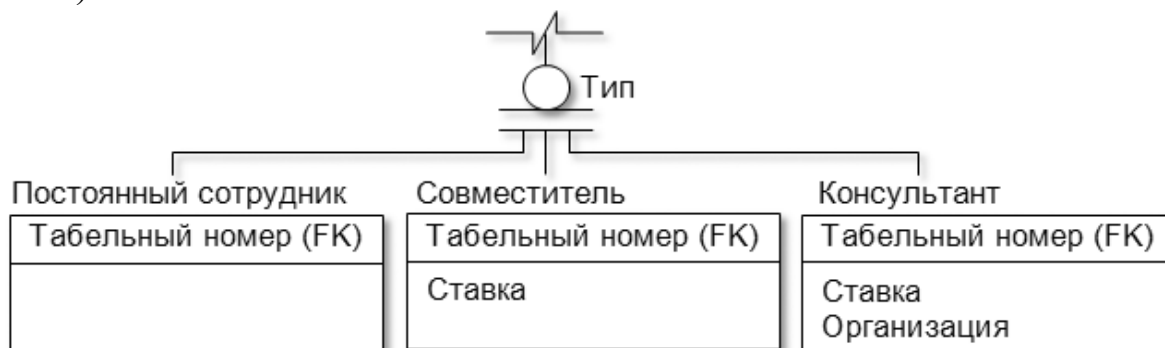 Тип
Постоянный сотрудник
Табельный номер (FK)
Совместитель
Табельный номер (FK)
Ставка
Консультант
Табельный номер (FK)
Ставка
Организация